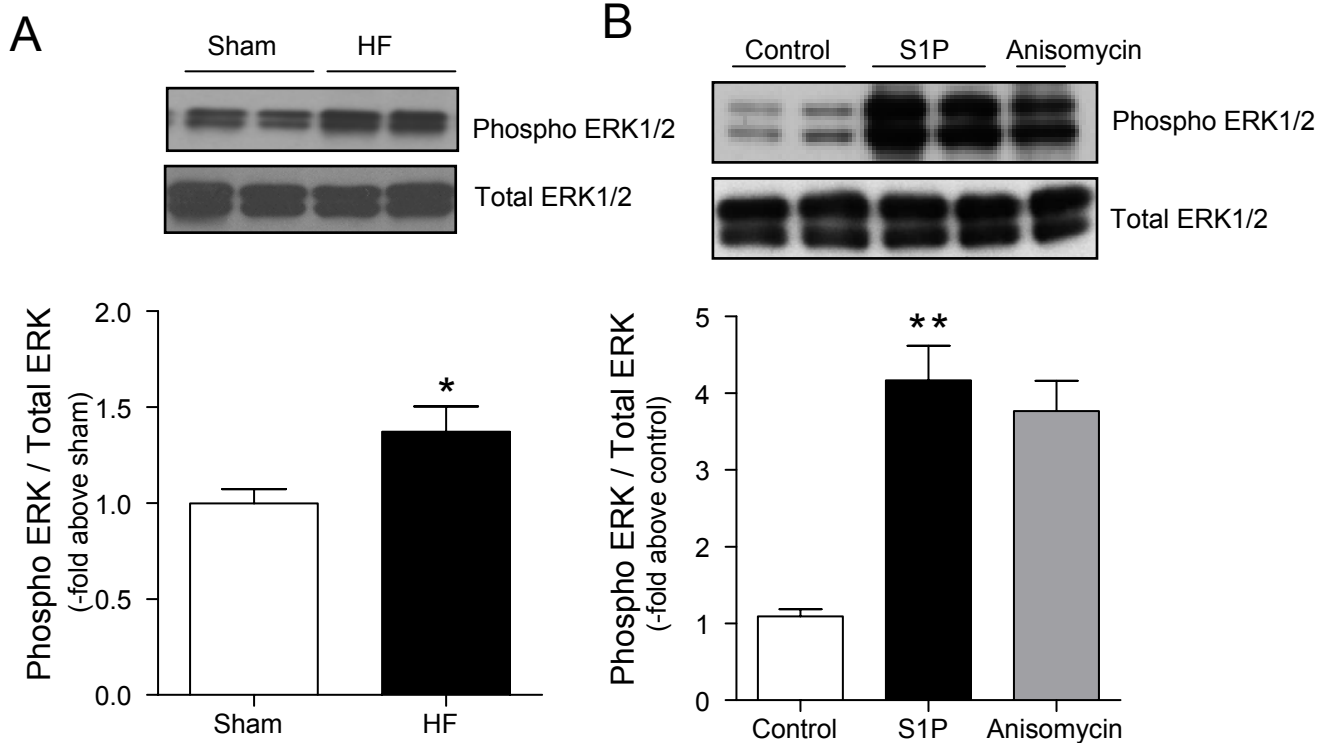 A
Sham HF
Phospho ERK1/2
Total ERK1/2
Phospho ERK / Total ERK
(-fold above sham)
2.0
1.5
*
1.0
0.5
0.0
Sham HF
B
Control S1P Anisomycin
Phospho ERK1/2
Total ERK1/2
Phospho ERK / Total ERK
(-fold above control)
5
**
4
3
2
1
0
Control S1P Anisomycin